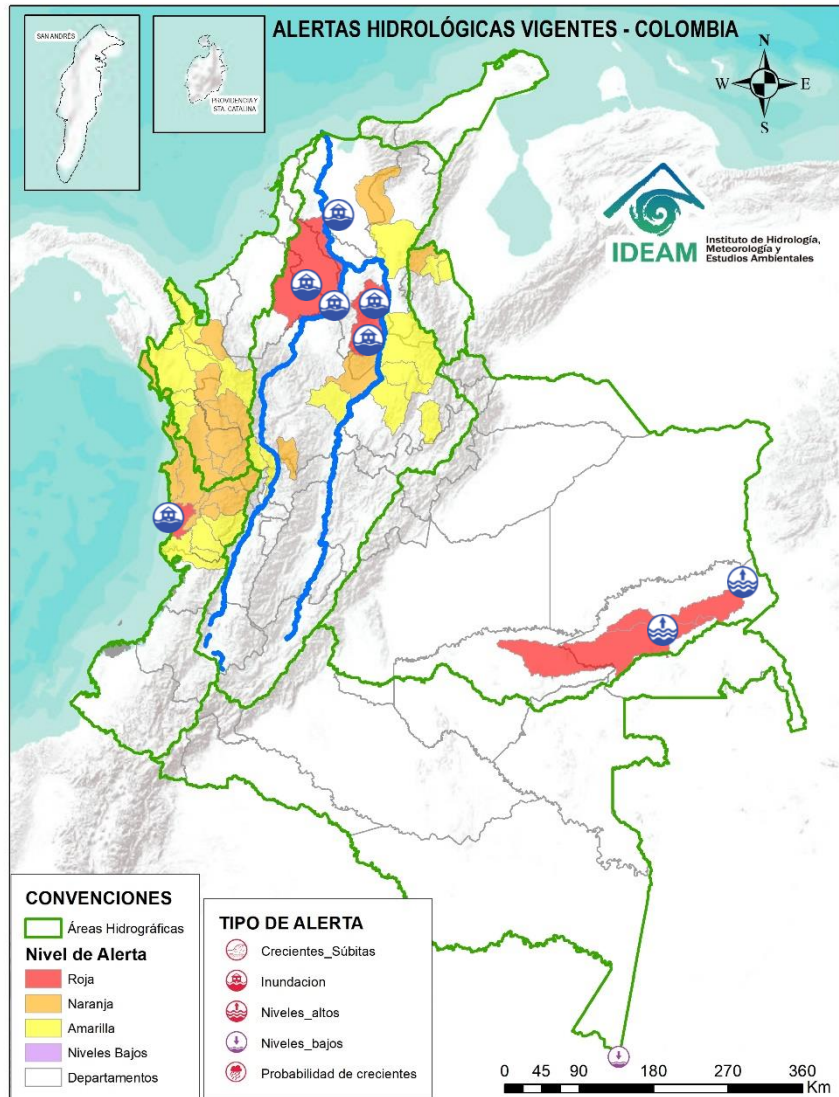 ALERTAS HIDROLÓGICAS VIGENTES - COLOMBIA
SAN ANDRÉS
PROVIDENCIA Y
STA. CATALINA
N
W
E
S
IDEAM
Instituto de Hidrología,
Meteorología y
Estudios Ambientales
CONVENCIONES
Áreas Hidrográficas
Nivel de Alerta
Roja
Naranja
Amarilla
Niveles Bajos
Departamentos
TIPO DE ALERTA
Crecientes_Súbitas
Inundacion
Niveles_altos
Niveles_bajos
Probabilidad de crecientes
0 45 90 180 270 360
Km